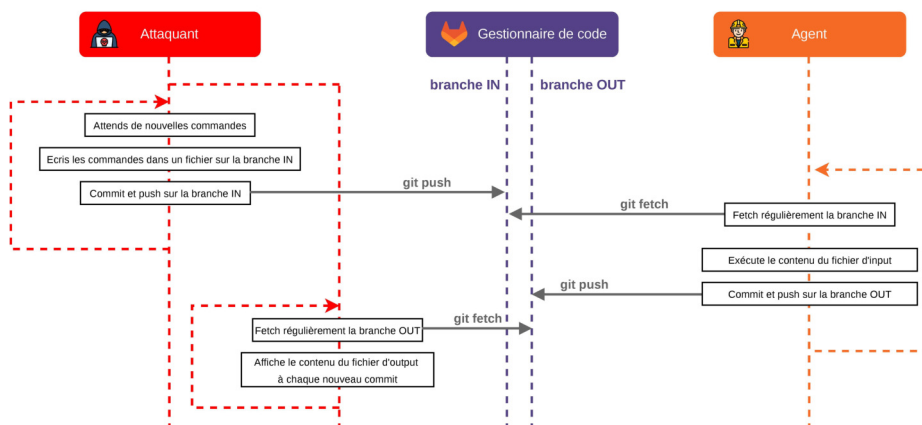 Attaquant
Gestionnaire de code
Agent
branche IN
branche OUT
Attends de nouvelles commandes
Ecris les commandes dans un fichier sur la branche IN
Commit et push sur la branche IN
git push
git fetch
Fetch régulièrement la branche IN
Exécute le contenu du fichier d'input
git push
Commit et push sur la branche OUT
Fetch régulièrement la branche OUT
git fetch
Affiche le contenu du fichier d'output
à chaque nouveau commit